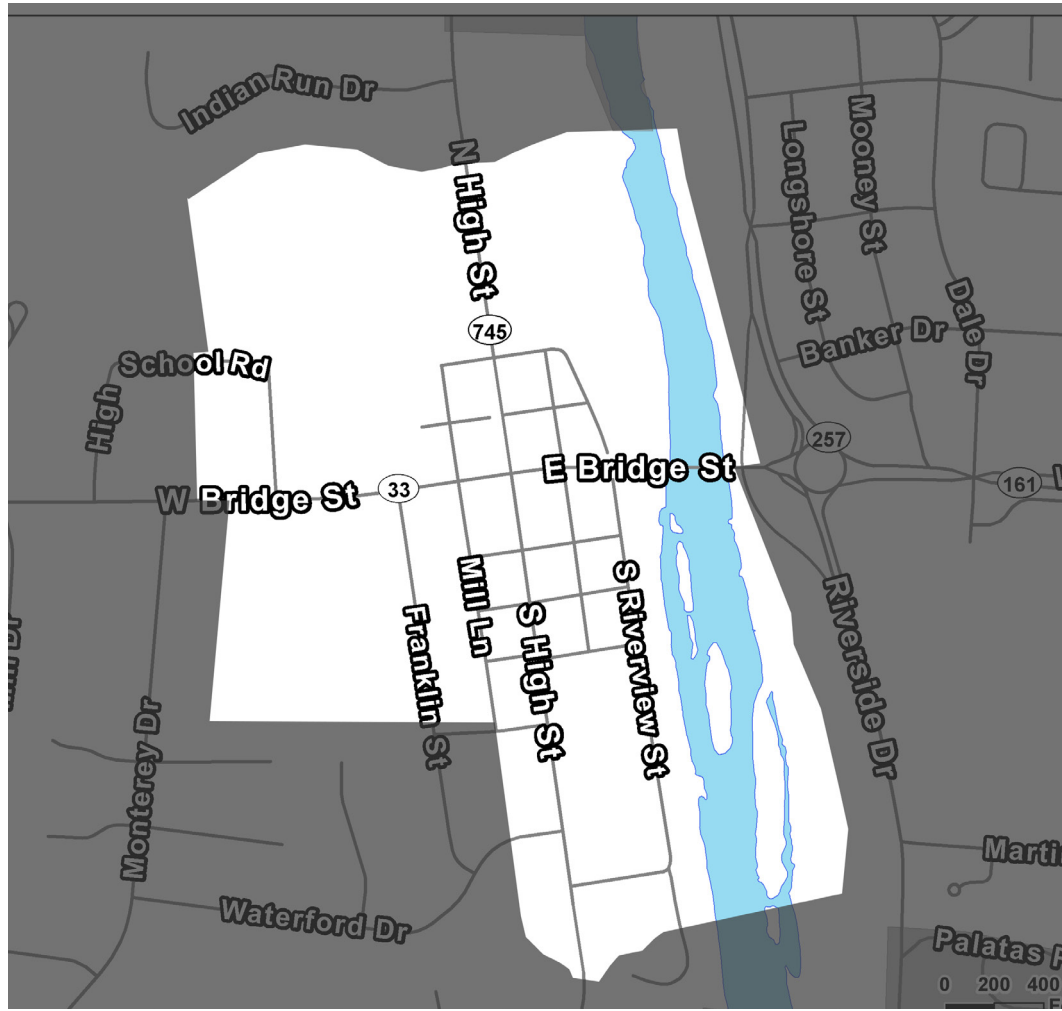 Indian Run Dr
N High St
Longshore St
Mooney St
745
School Rd
High
Banker Dr
Dale Dr
257
E Bridge St
33
W Bridge St
161
Mill Ln
S High St
S Riverview St
Franklin St
Riverside Dr
Monterey Dr
Waterford Dr
Palatas
0 200 400